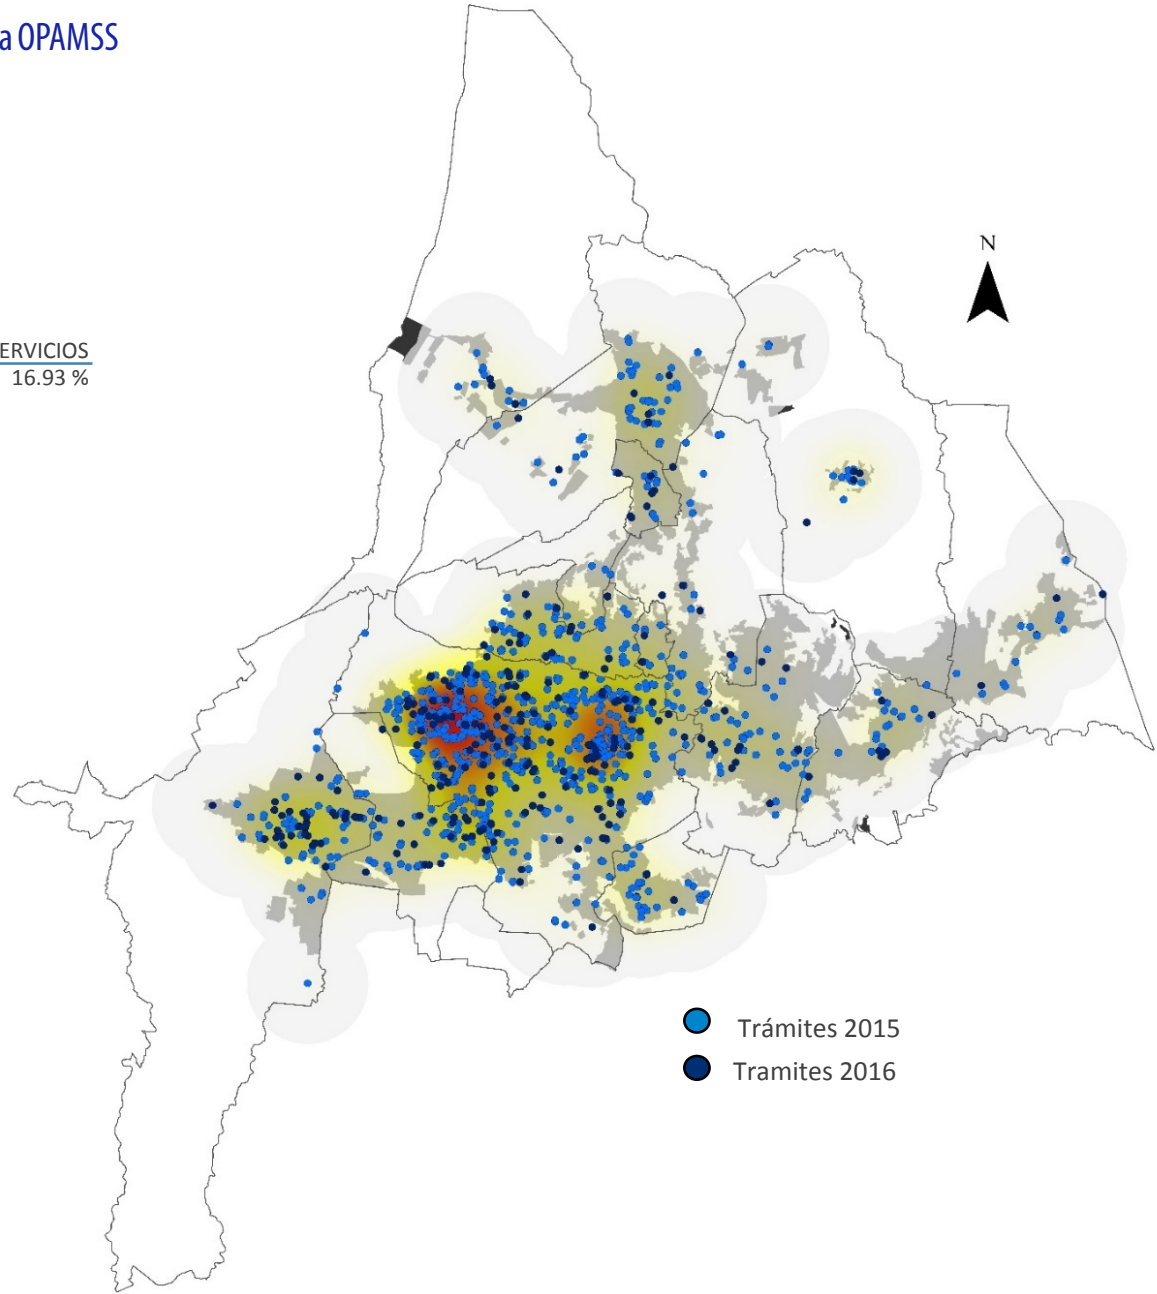 a OPAMSS
N
ERVICIOS
16.93 %
Trámites 2015
Tramites 2016